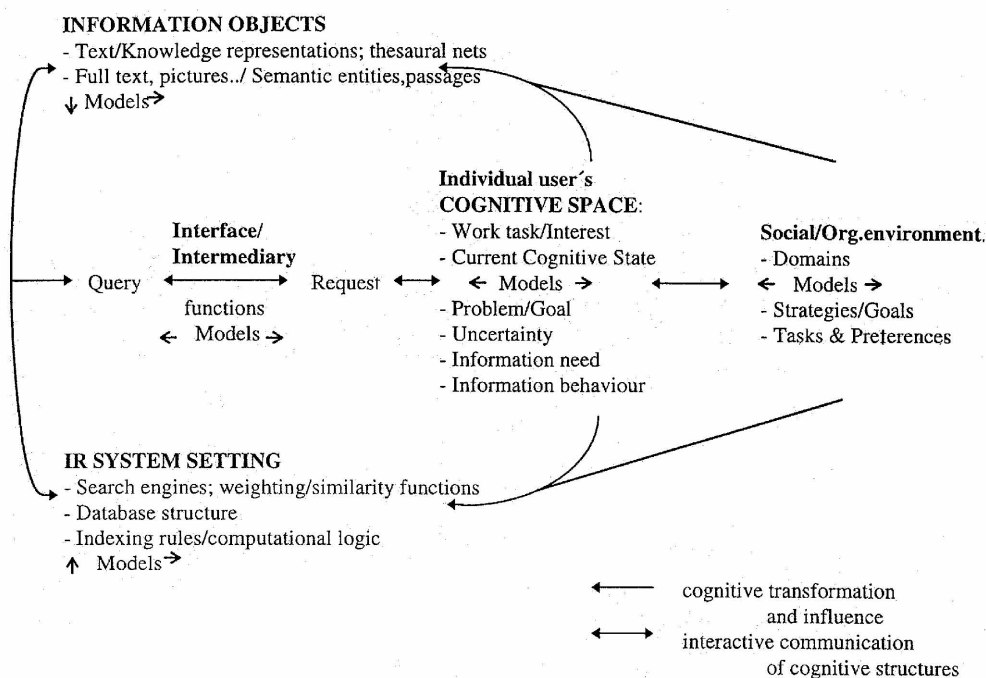 INFORMATION OBJECTS
- Text/Knowledge representations; thesaural nets
- Full text, pictures../ Semantic entities,passages
↓ Models→
Individual user´s
COGNITIVE SPACE:
- Work task/Interest
- Current Cognitive State
← Models →
- Problem/Goal
- Uncertainty
- Information need
- Information behaviour
Interface/
Intermediary
Query
Request
functions
← Models →
Social/Org.environment
- Domains
← Models →
- Strategies/Goals
- Tasks & Preferences
IR SYSTEM SETTING
- Search engines; weighting/similarity functions
- Database structure
- Indexing rules/computational logic
↑ Models→
cognitive transformation
and influence
interactive communication
of cognitive structures